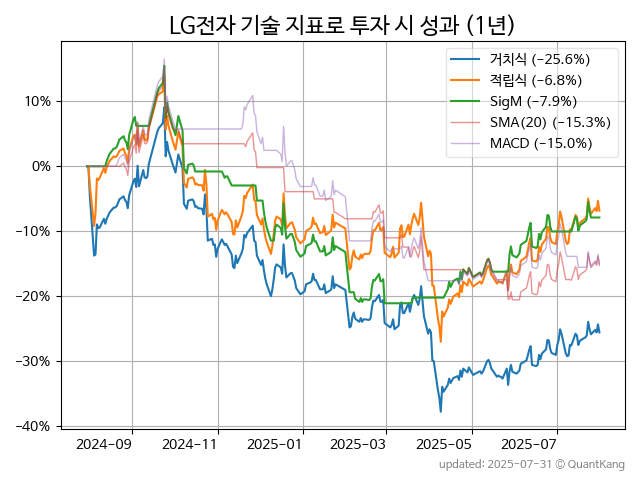 LG전자 기술 지표로 투자 시 성과 (1년)
거치식 (−25.6%)
적립식 (−6.8%)
SigM (−7.9%)
SMA(20) (−15.3%)
MACD (−15.0%)
10%
0%
−10%
−20%
−30%
−40%
2024−09
2024−11
2025−01
2025−03
2025−05
2025−07
updated: 2025-07-31 © QuantKang